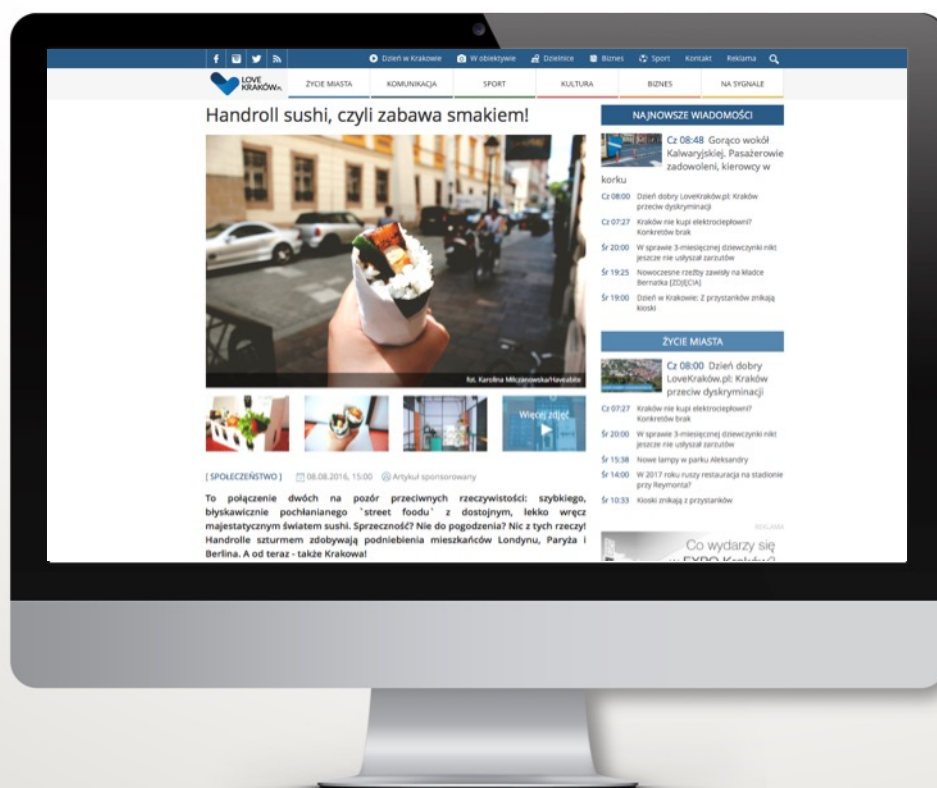 Dzień w Krakowie W obiektywie Dzielnice Biznes Sport Kontakt Reklama
LOVE
KRAKÓW.PL
ŻYCIE MIASTA KOMUNIKACJA SPORT KULTURA BIZNES NA SYGNALE
Handroll sushi, czyli zabawa smakiem!
fot. Karolina Milczanowska/Haveabite
Więcej zdjęć
[ SPOŁECZEŃSTWO ] 08.08.2016, 15:00 Artykuł sponsorowany
To połączenie dwóch na pozór przeciwnych rzeczywistości: szybkiego,
błyskawicznie pochłanianego `street foodu` z dostojnym, lekko wręcz
majestatycznym światem sushi. Sprzeczność? Nie do pogodzenia? Nic z tych rzeczy!
Handrolle szturmem zdobywają podniebienia mieszkańców Londynu, Paryża i
Berlina. A od teraz - także Krakowa!
NAJNOWSZE WIADOMOŚCI
Cz 08:48 Gorąco wokół
Kalwaryjskiej. Pasażerowie
zadowoleni, kierowcy w
korku
Cz 08:00 Dzień dobry LoveKraków.pl: Kraków
przeciw dyskryminacji
Cz 07:27 Kraków nie kupi elektrociepłowni?
Konkretów brak
Śr 20:00 W sprawie 3-miesięcznej dziewczynki nikt
jeszcze nie usłyszał zarzutów
Śr 19:25 Nowoczesne rzeźby zawisły na kładce
Bernatka [ZDJĘCIA]
Śr 19:00 Dzień w Krakowie: Z przystanków znikają
kioski
ŻYCIE MIASTA
Cz 08:00 Dzień dobry
LoveKraków.pl: Kraków
przeciw dyskryminacji
Cz 07:27 Kraków nie kupi elektrociepłowni?
Konkretów brak
Śr 20:00 W sprawie 3-miesięcznej dziewczynki nikt
jeszcze nie usłyszał zarzutów
Śr 15:38 Nowe lampy w parku Aleksandry
Śr 14:00 W 2017 roku ruszy restauracja na stadionie
przy Reymonta?
Śr 10:33 Kioski znikają z przystanków
REKLAMA
Co wydarzy się
w EXPO Kraków?